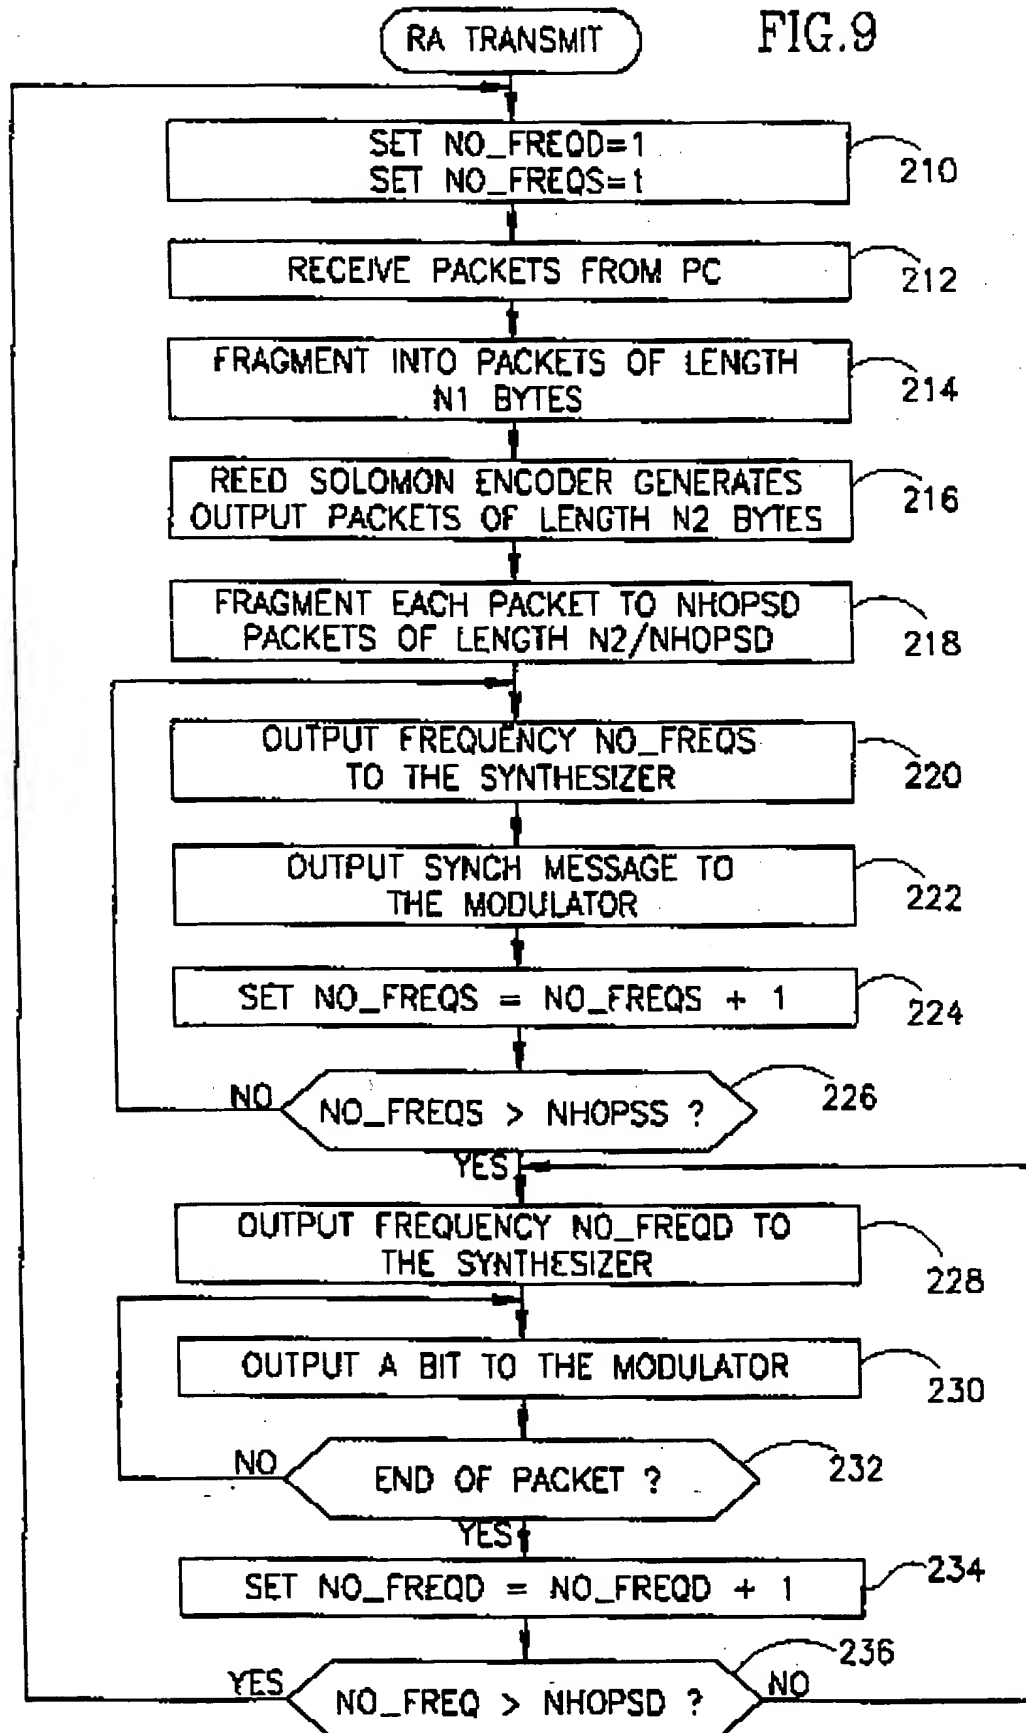 RA TRANSMIT
FIG.9
SET NO_FREQD=1
SET NO_FREQS=1
210
RECEIVE PACKETS FROM PC
212
FRAGMENT INTO PACKETS OF LENGTH
N1 BYTES
214
REED SOLOMON ENCODER GENERATES
OUTPUT PACKETS OF LENGTH N2 BYTES
216
FRAGMENT EACH PACKET TO NHOPSD
PACKETS OF LENGTH N2/NHOPSD
218
OUTPUT FREQUENCY NO_FREQS
TO THE SYNTHESIZER
220
OUTPUT SYNCH MESSAGE TO
THE MODULATOR
222
SET NO_FREQS = NO_FREQS + 1
224
NO
NO_FREQS > NHOPSS ?
226
YES
OUTPUT FREQUENCY NO_FREQD TO
THE SYNTHESIZER
228
OUTPUT A BIT TO THE MODULATOR
230
NO
END OF PACKET ?
232
YES
SET NO_FREQD = NO_FREQD + 1
234
YES
NO_FREQ > NHOPSD ?
236
NO